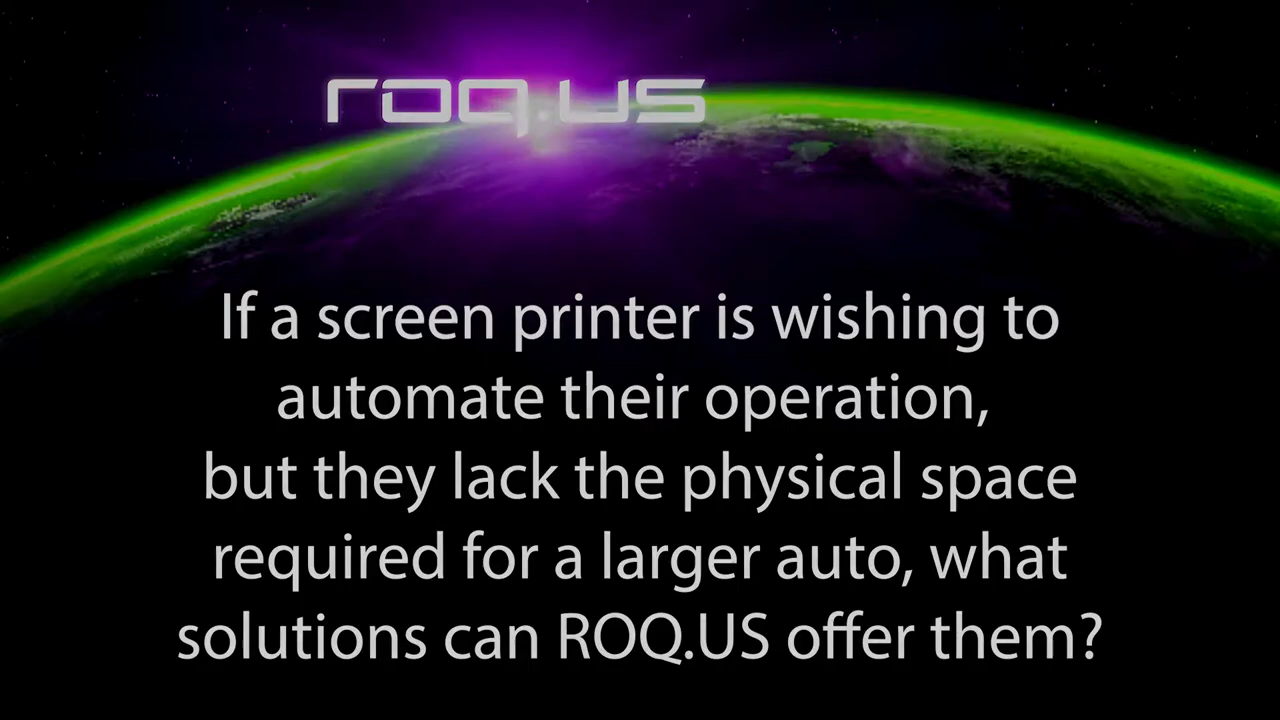 roq.us
If a screen printer is wishing to
automate their operation,
but they lack the physical space
required for a larger auto, what
solutions can ROQ.US offer them?